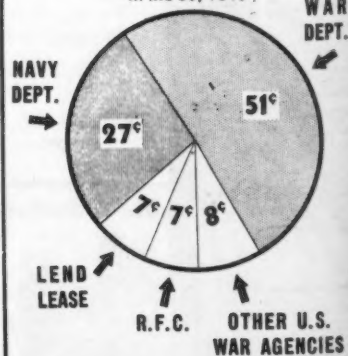 WAR
DEPT.
NAVY
DEPT.
51¢
27¢
7¢
7¢
8¢
LEND
LEASE
R.F.C.
OTHER U.S.
WAR AGENCIES